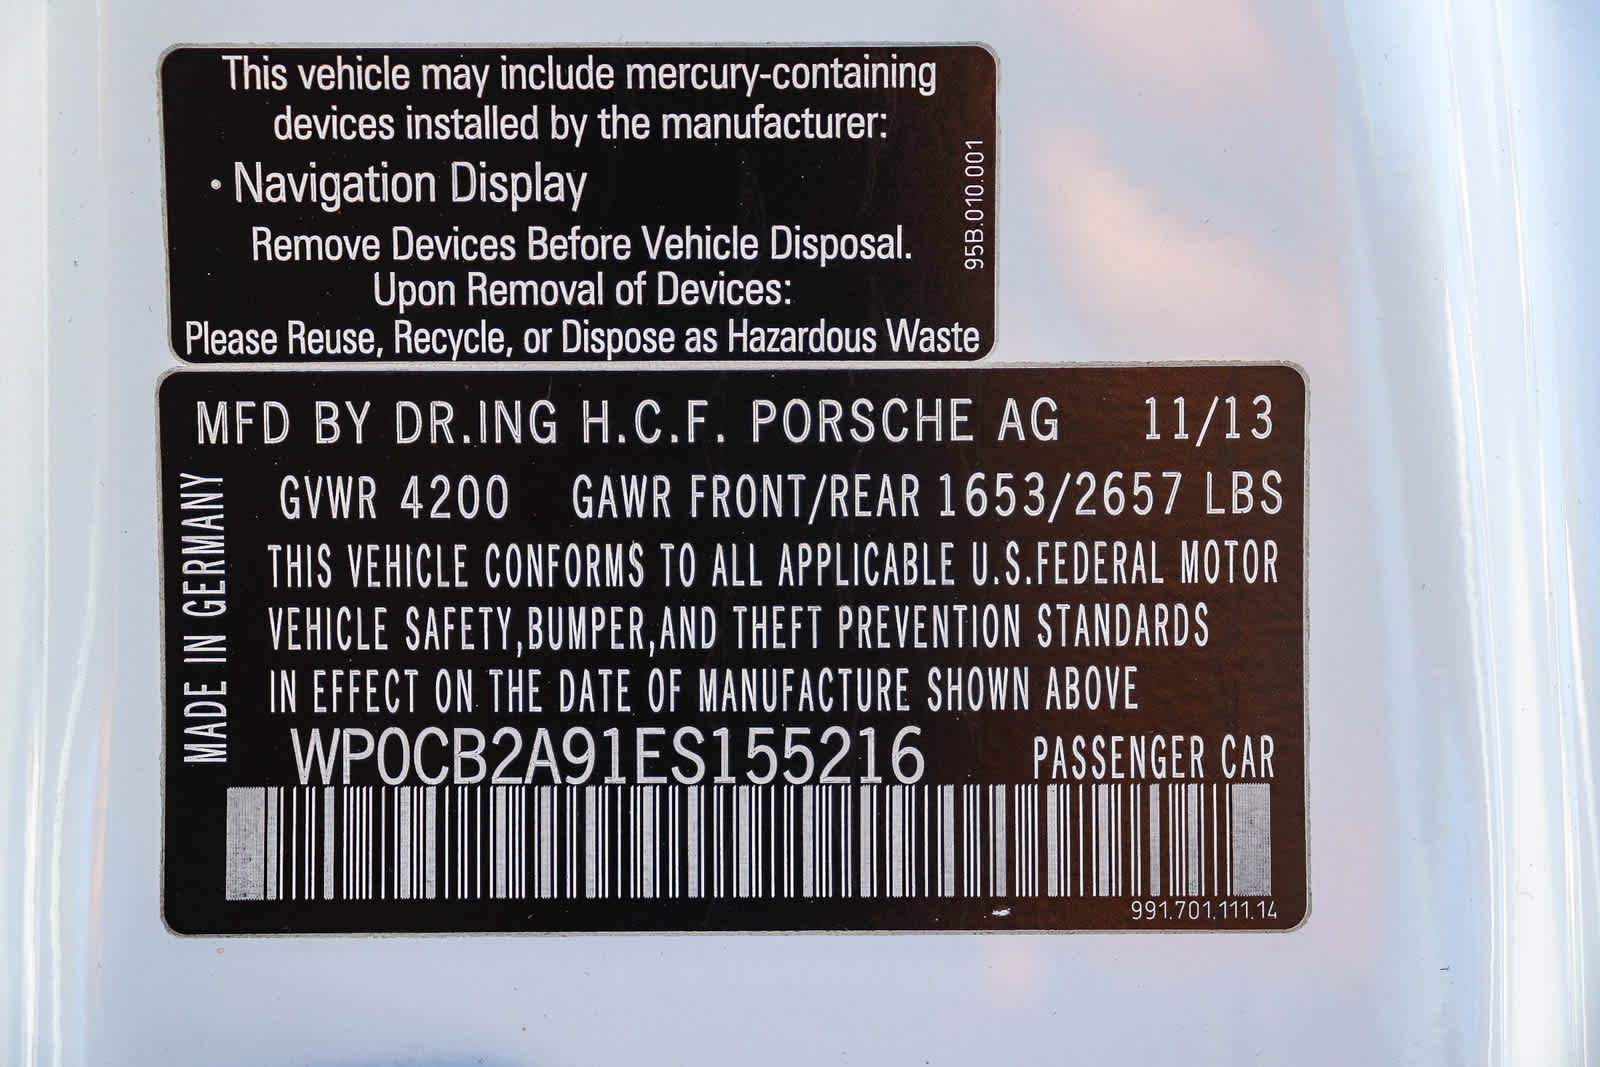 This vehicle may include mercury-containing
devices installed by the manufacturer:
• Navigation Display
Remove Devices Before Vehicle Disposal.
Upon Removal of Devices:
Please Reuse, Recycle, or Dispose as Hazardous Waste
95B.010.001
MFD BY DR.ING H.C.F. PORSCHE AG 11/13
GVWR 4200 GAWR FRONT/REAR 1653/2657 LBS
THIS VEHICLE CONFORMS TO ALL APPLICABLE U.S.FEDERAL MOTOR
VEHICLE SAFETY,BUMPER,AND THEFT PREVENTION STANDARDS
IN EFFECT ON THE DATE OF MANUFACTURE SHOWN ABOVE
WP0CB2A91ES155216 PASSENGER CAR
MADE IN GERMANY
991.701.111.14